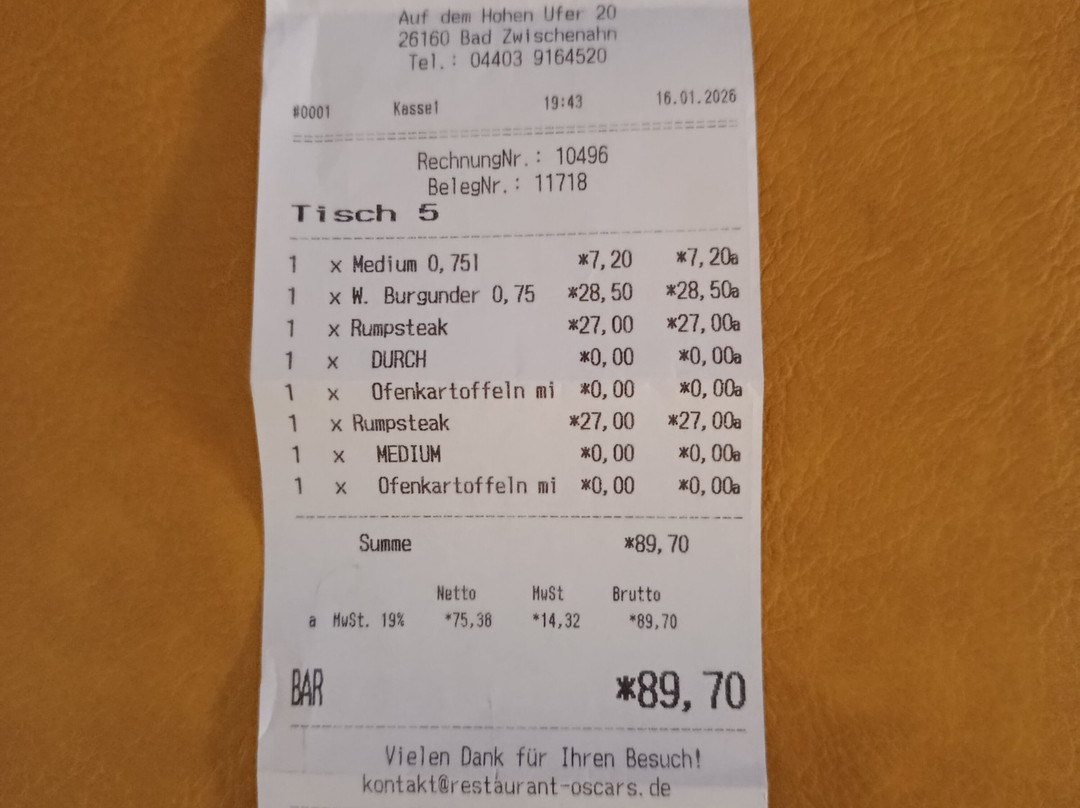 Auf dem Hohen Ufer 20
26160 Bad Zwischenahn
Tel.: 04403 9164520
#0001 Kasse1 19:43 16.01.2026
RechnungNr.: 10496
BelegNr.: 11718
Tisch 5
1 x Medium 0,75l *7,20 *7,20a
1 x W. Burgunder 0,75 *28,50 *28,50a
1 x Rumpsteak *27,00 *27,00a
1 x DURCH *0,00 *0,00a
1 x Ofenkartoffeln mi *0,00 *0,00a
1 x Rumpsteak *27,00 *27,00a
1 x MEDIUM *0,00 *0,00a
1 x Ofenkartoffeln mi *0,00 *0,00a
Summe *89,70
Netto MwSt Brutto
a MwSt. 19% *75,38 *14,32 *89,70
BAR *89,70
Vielen Dank für Ihren Besuch!
kontakt@restaurant-oscars.de